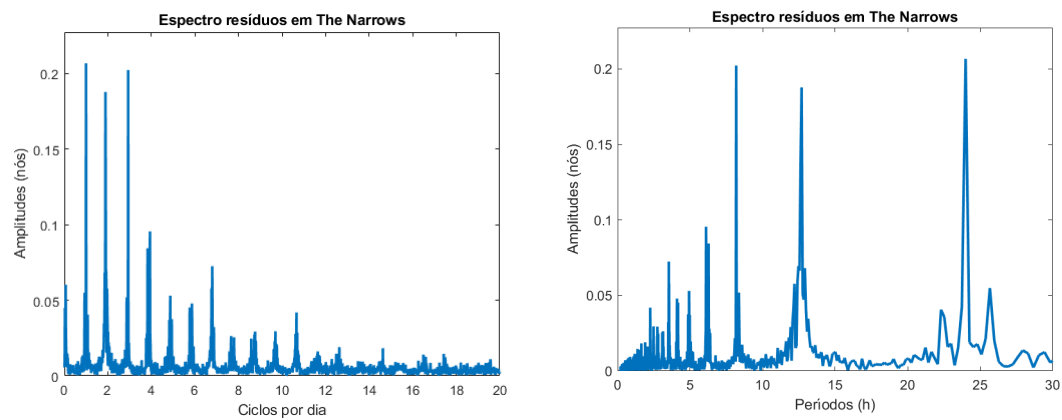 Espectro resíduos em The Narrows
0.2
0.15
0.1
0.05
0
Amplitudes (nós)
0 2 4 6 8 10 12 14 16 18 20
Ciclos por dia
Espectro resíduos em The Narrows
0.2
0.15
0.1
0.05
0
Amplitudes (nós)
0 5 10 15 20 25 30
Períodos (h)